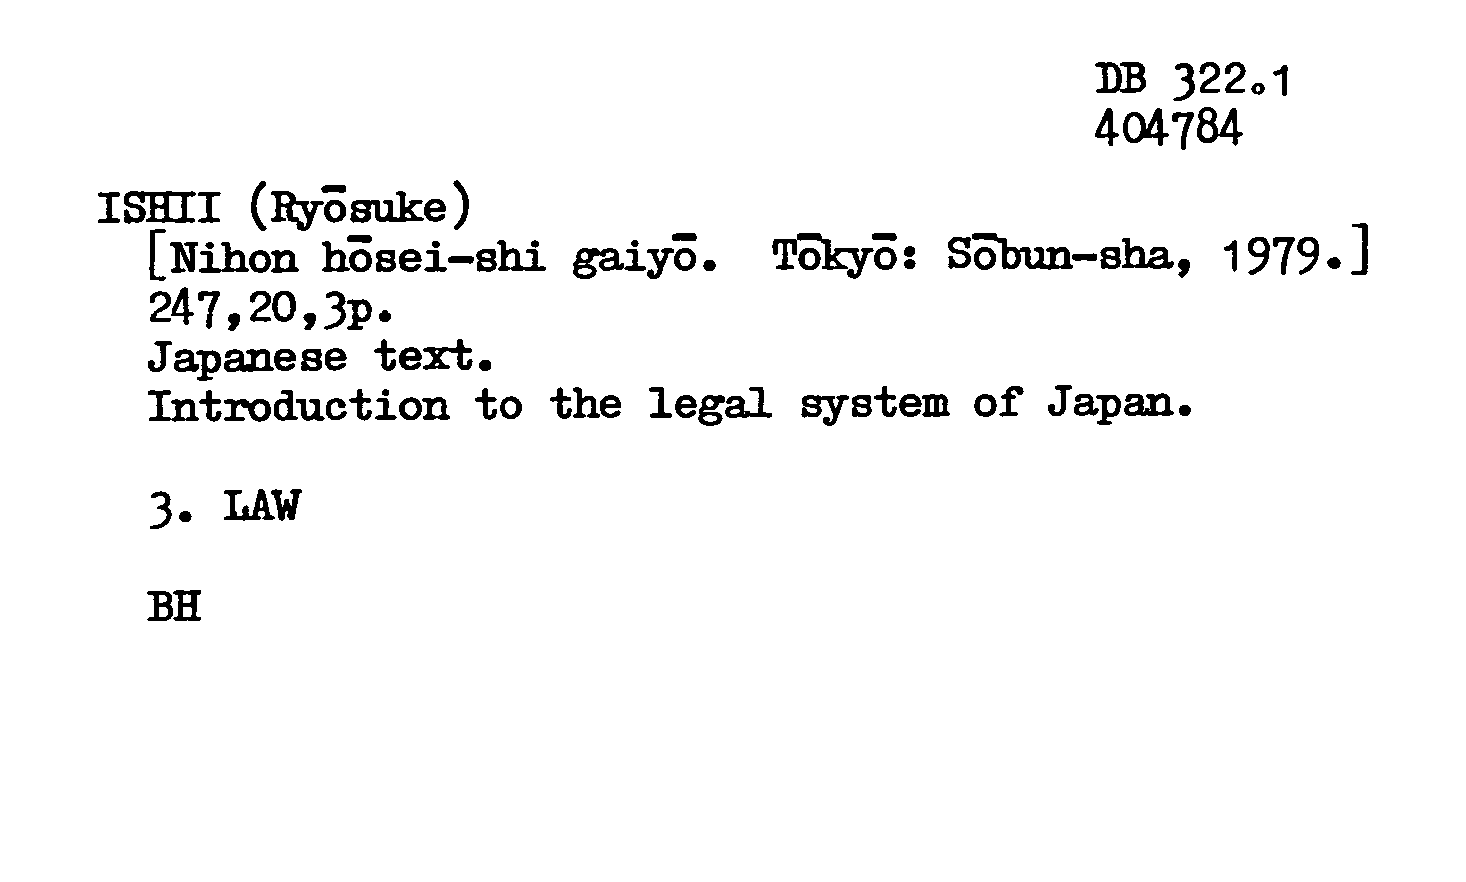 DB 322.1
404784
ISHII (Ryōsuke)
[Nihon hōsei-shi gaiyō. Tōkyō: Sōbun-sha, 1979.]
247,20,3p.
Japanese text.
Introduction to the legal system of Japan.
3. LAW
BH